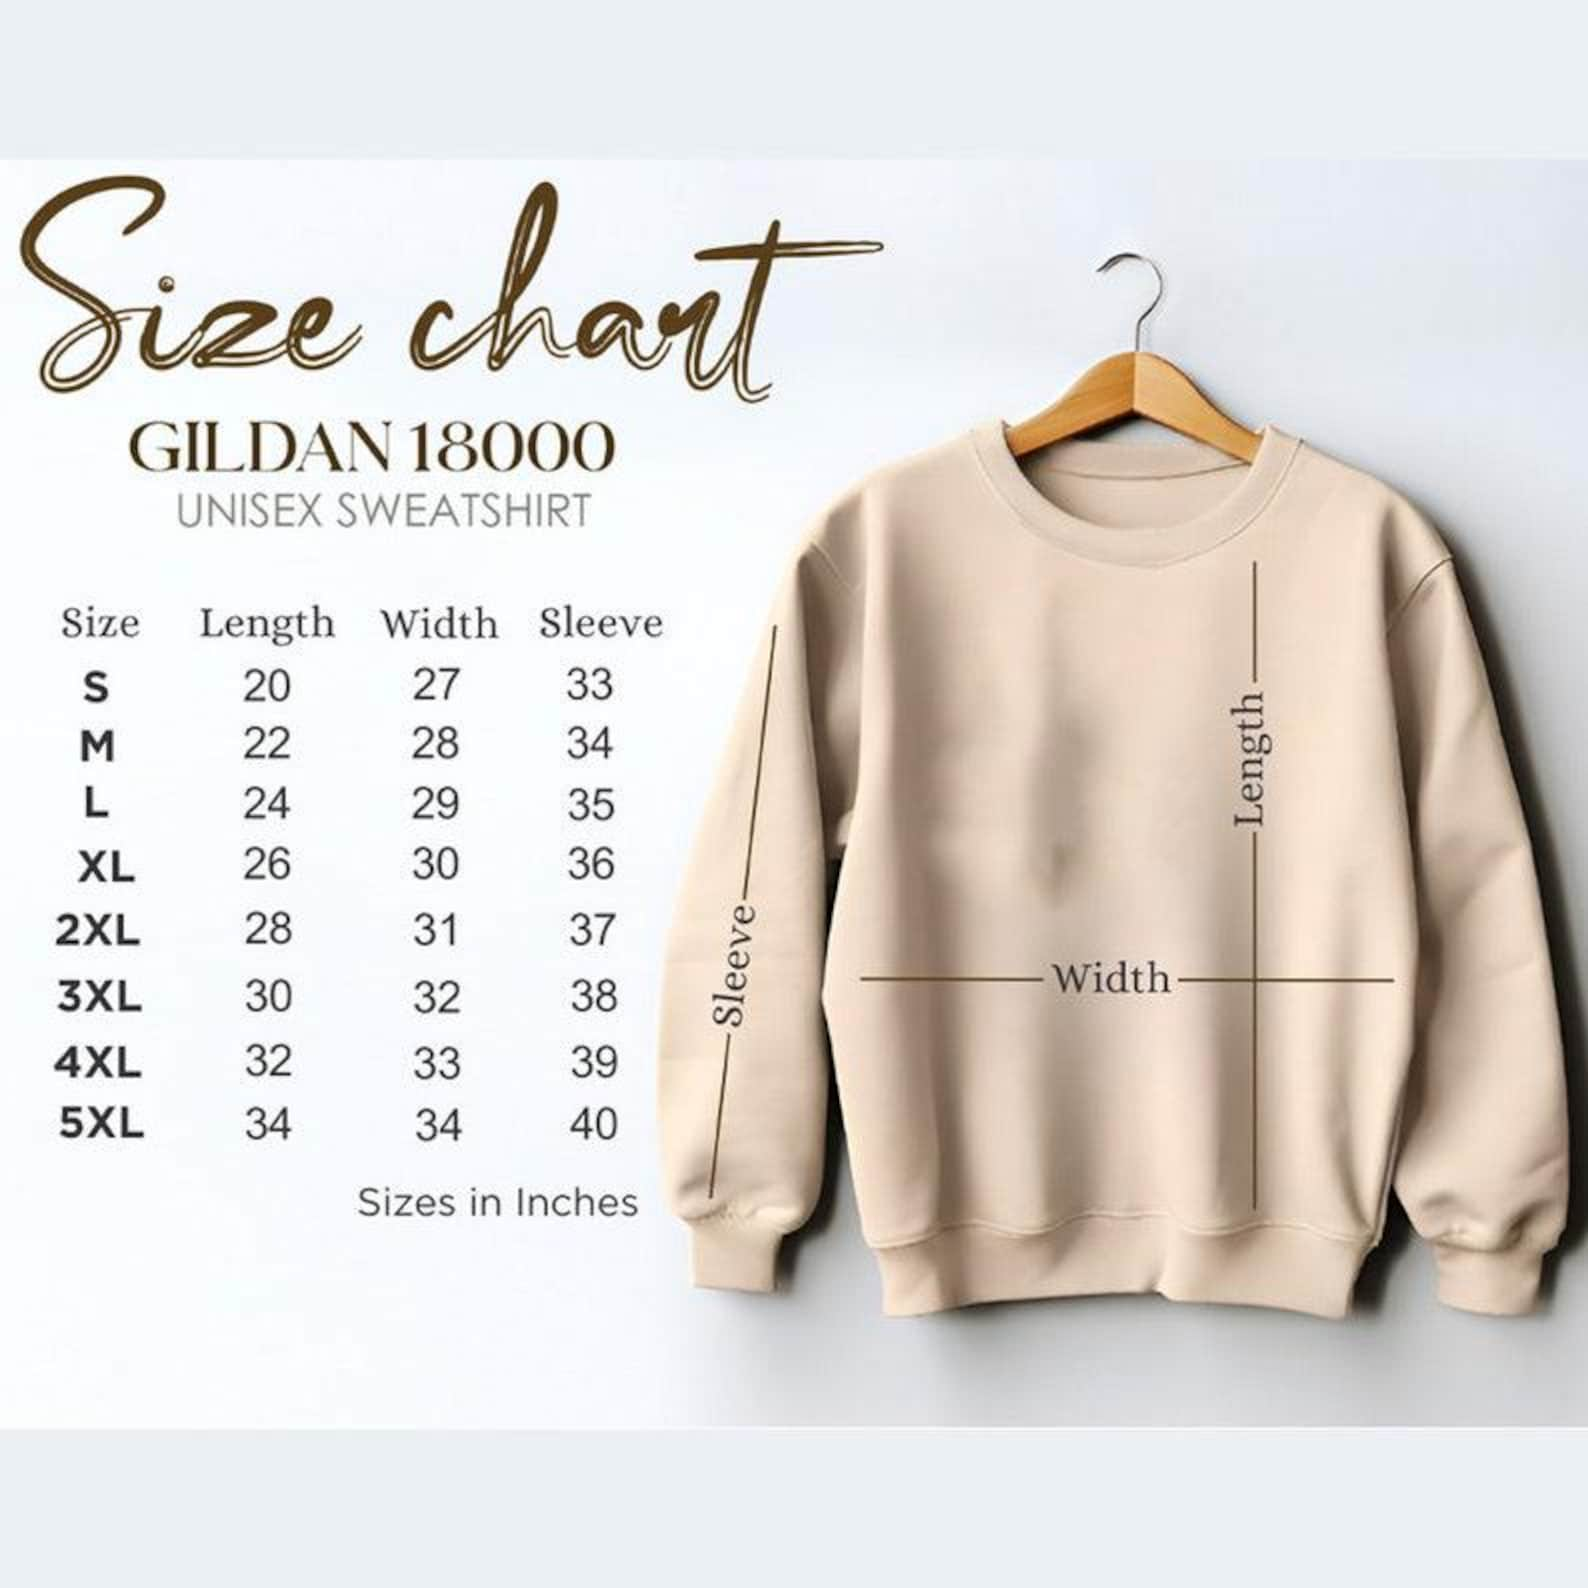 Size chart
GILDAN 18000
UNISEX SWEATSHIRT
Size Length Width Sleeve
S 20 27 33
M 22 28 34
L 24 29 35
XL 26 30 36
2XL 28 31 37
3XL 30 32 38
4XL 32 33 39
5XL 34 34 40
Sizes in Inches
Sleeve
Width
Length